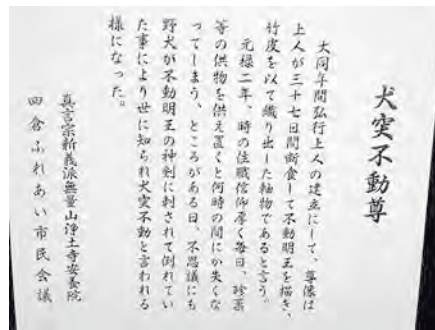 犬突不動尊
大同年間弘行上人の建立にして、尊像は
上人が三十七日間断食して不動明王を描き、
竹皮を以て織り出した軸物であると言う。
元禄二年、時の住職信仰厚く毎日、珍菓
等の供物を供え置くと何時の間にか失くな
ってしまう、ところがある日、不思議にも
野犬が不動明王の神剣に刺されて倒れてい
た事により世に知られ犬突不動と言われる
様になった。
真言宗新義派無量山浄土寺安養院
四倉ふれあい市民会議